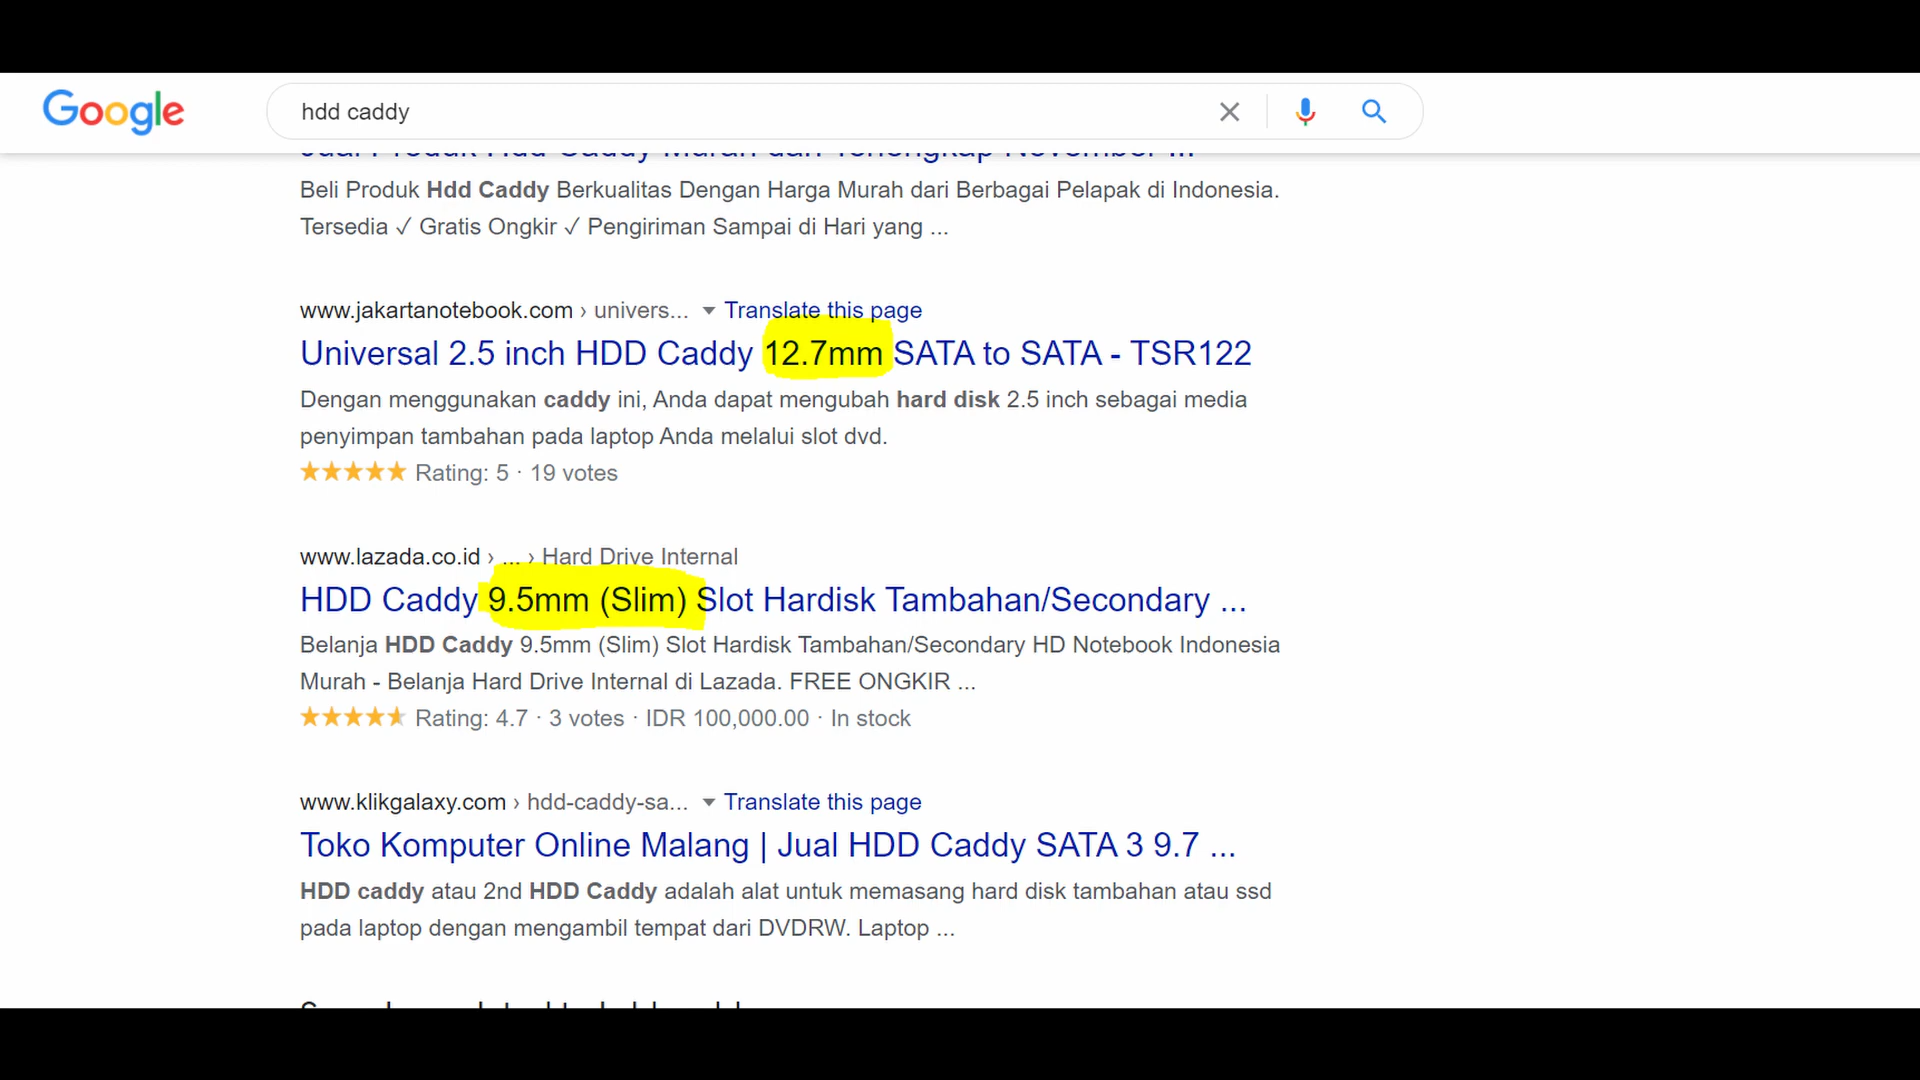 Google
hdd caddy
Jual Produk Hdd Caddy Murah dan Terlengkap November ...
Beli Produk Hdd Caddy Berkualitas Dengan Harga Murah dari Berbagai Pelapak di Indonesia.
Tersedia ✓ Gratis Ongkir ✓ Pengiriman Sampai di Hari yang ...
www.jakartanotebook.com › univers... ▼ Translate this page
Universal 2.5 inch HDD Caddy 12.7mm SATA to SATA - TSR122
Dengan menggunakan caddy ini, Anda dapat mengubah hard disk 2.5 inch sebagai media
penyimpan tambahan pada laptop Anda melalui slot dvd.
★★★★★ Rating: 5 · 19 votes
www.lazada.co.id › ... › Hard Drive Internal
HDD Caddy 9.5mm (Slim) Slot Hardisk Tambahan/Secondary ...
Belanja HDD Caddy 9.5mm (Slim) Slot Hardisk Tambahan/Secondary HD Notebook Indonesia
Murah - Belanja Hard Drive Internal di Lazada. FREE ONGKIR ...
Rating: 4.7 · 3 votes · IDR 100,000.00 · In stock
www.klikgalaxy.com › hdd-caddy-sa... ▼ Translate this page
Toko Komputer Online Malang | Jual HDD Caddy SATA 3 9.7 ...
HDD caddy atau 2nd HDD Caddy adalah alat untuk memasang hard disk tambahan atau ssd
pada laptop dengan mengambil tempat dari DVDRW. Laptop ...